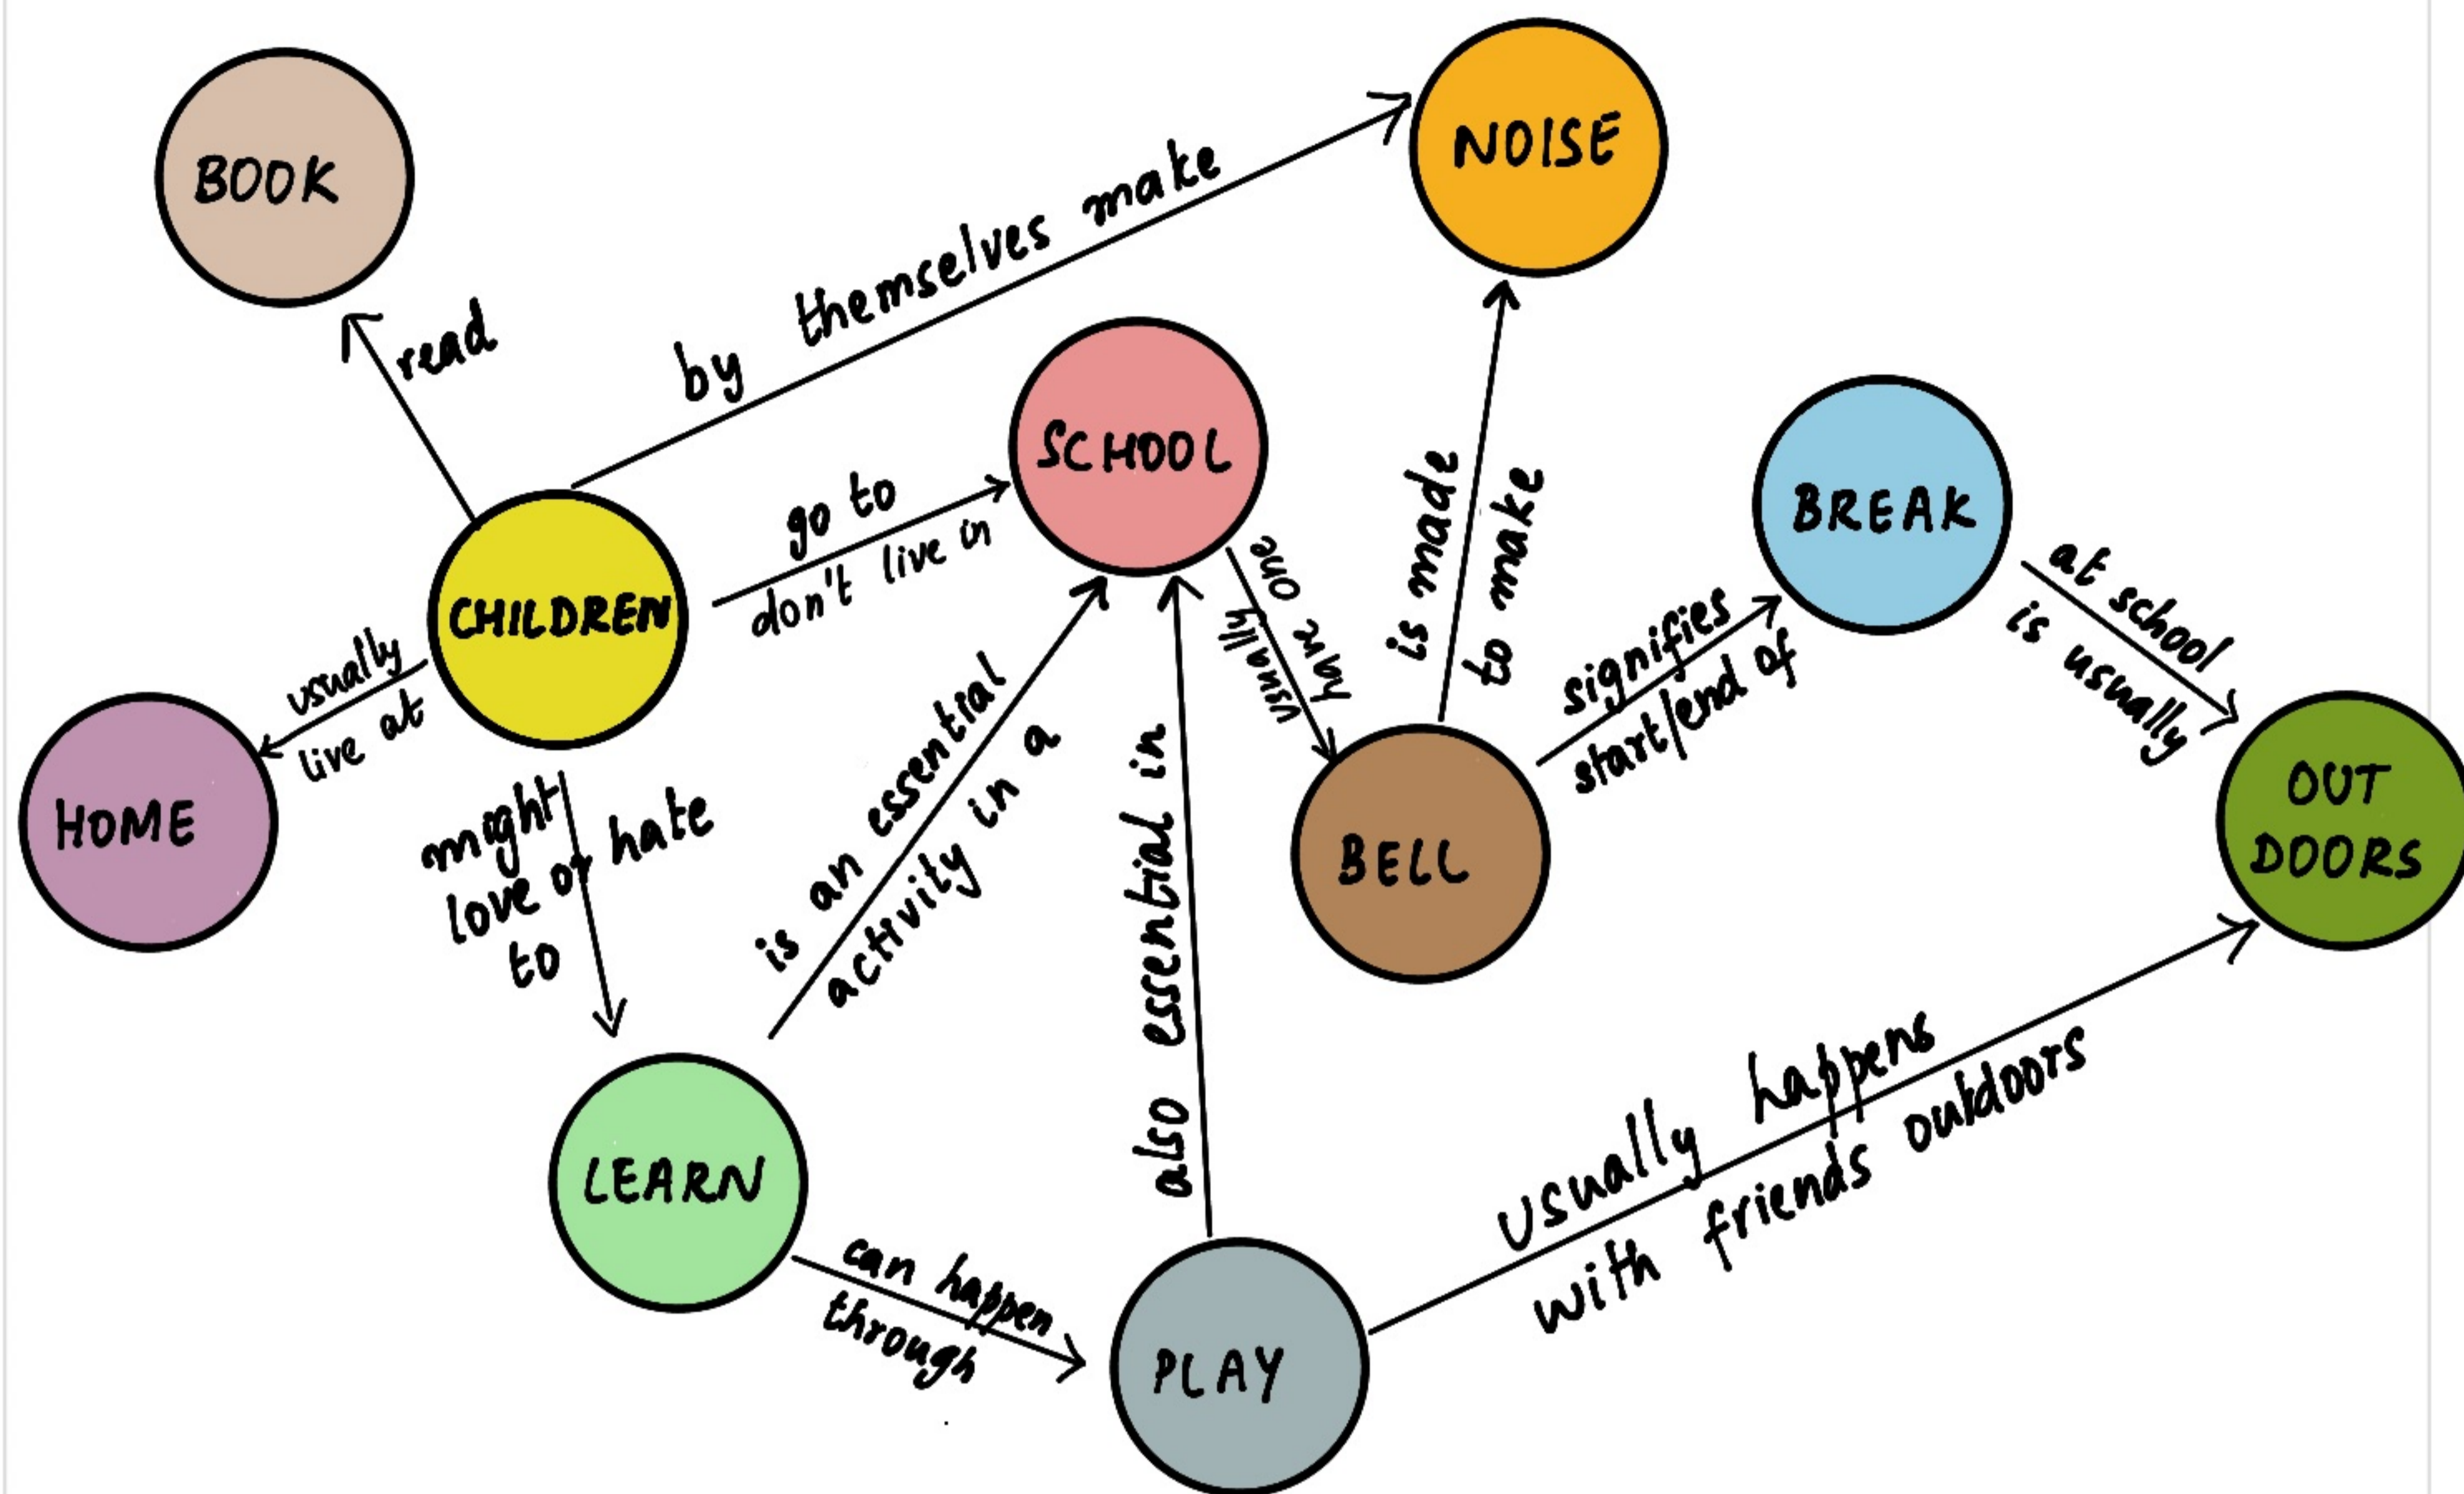 BOOK
NOISE
by themselves make
read
SCHOOL
go to
don't live in
CHILDREN
BREAK
usually
have one
is made
to make
signifies
start/end of
at school
is usually
usually
live at
HOME
might
love or hate
to
is an essential
activity in a
also essential in
BELL
OUT
DOORS
LEARN
can happen
through
PLAY
usually happens
with friends outdoors